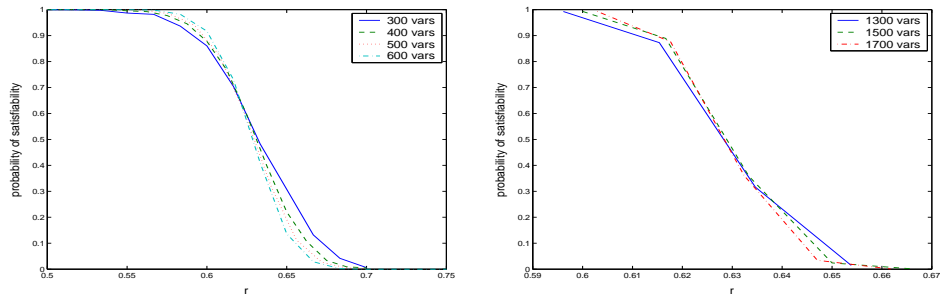 1
0.9
0.8
0.7
0.6
0.5
0.4
0.3
0.2
0.1
0
probability of satisfiability
0.5 0.55 0.6 0.65 0.7 0.75
r
300 vars
400 vars
500 vars
600 vars
1
0.9
0.8
0.7
0.6
0.5
0.4
0.3
0.2
0.1
0
probability of satisfiability
0.59 0.6 0.61 0.62 0.63 0.64 0.65 0.66 0.67
r
1300 vars
1500 vars
1700 vars